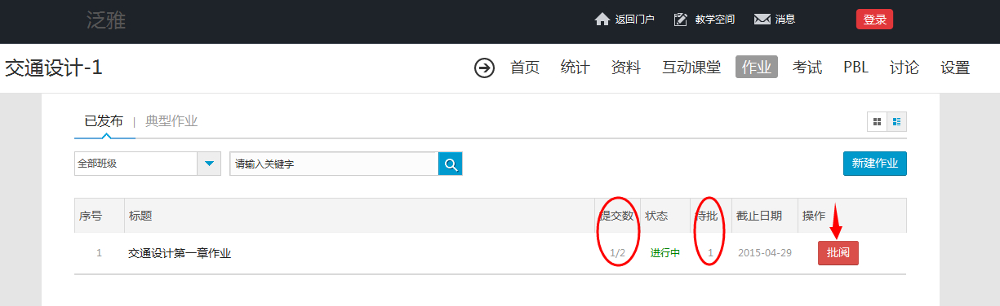 泛雅 返回门户 教学空间 消息 登录
交通设计-1 首页 统计 资料 互动课堂 作业 考试 PBL 讨论 设置
已发布 | 典型作业
全部班级 请输入关键字 新建作业
序号 标题 提交数 状态 待批 截止日期 操作
1 交通设计第一章作业 1/2 进行中 1 2015-04-29 批阅